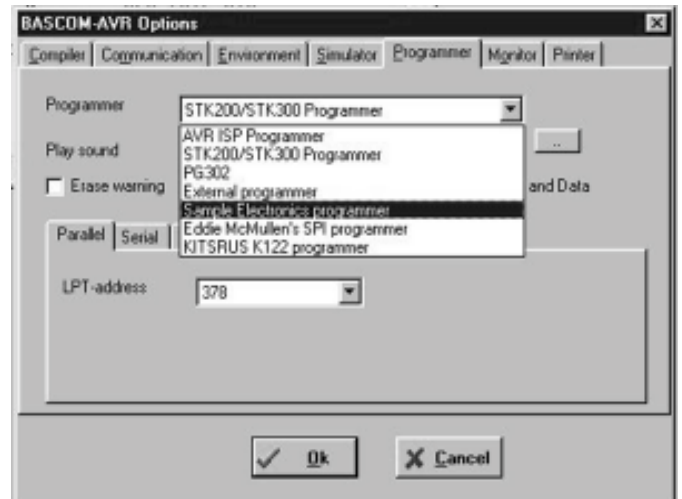 BASCOM-AVR Options
Compiler Communication Environment Simulator Programmer Monitor Printer
Programmer STK200/STK300 Programmer
AVR ISP Programmer
Play sound STK200/STK300 Programmer ..
PG302
Erase warning External programmer and Data
Sample Electronics programmer
Parallel Serial Eddie McMullen's SPI programmer
KITSRUS K122 programmer
LPT-address 378
Ok Cancel